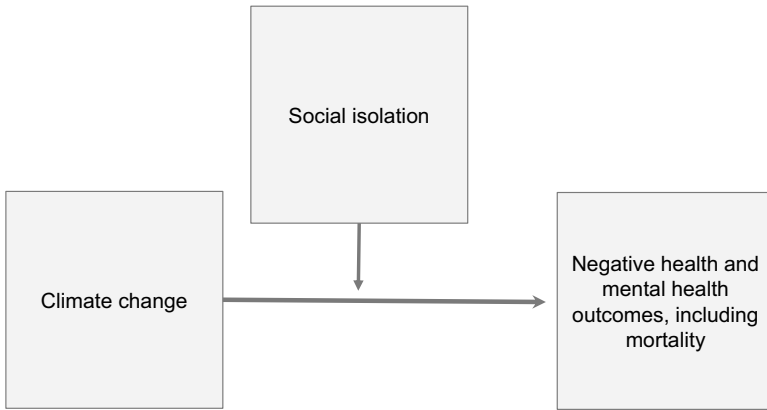 Social isolation
Climate change
Negative health and
mental health
outcomes, including
mortality